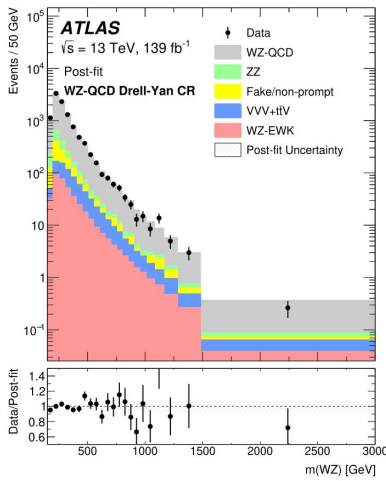 ATLAS
√s = 13 TeV, 139 fb⁻¹
Post-fit
WZ-QCD Drell-Yan CR
Data
WZ-QCD
ZZ
Fake/non-prompt
VVV+tt̄V
WZ-EWK
Post-fit Uncertainty
Events / 50 GeV
10⁵
10⁴
10³
10²
10
1
10⁻¹
Data/Post-fit
1.4
1.2
1
0.8
0.6
500 1000 1500 2000 2500 3000
m(WZ) [GeV]